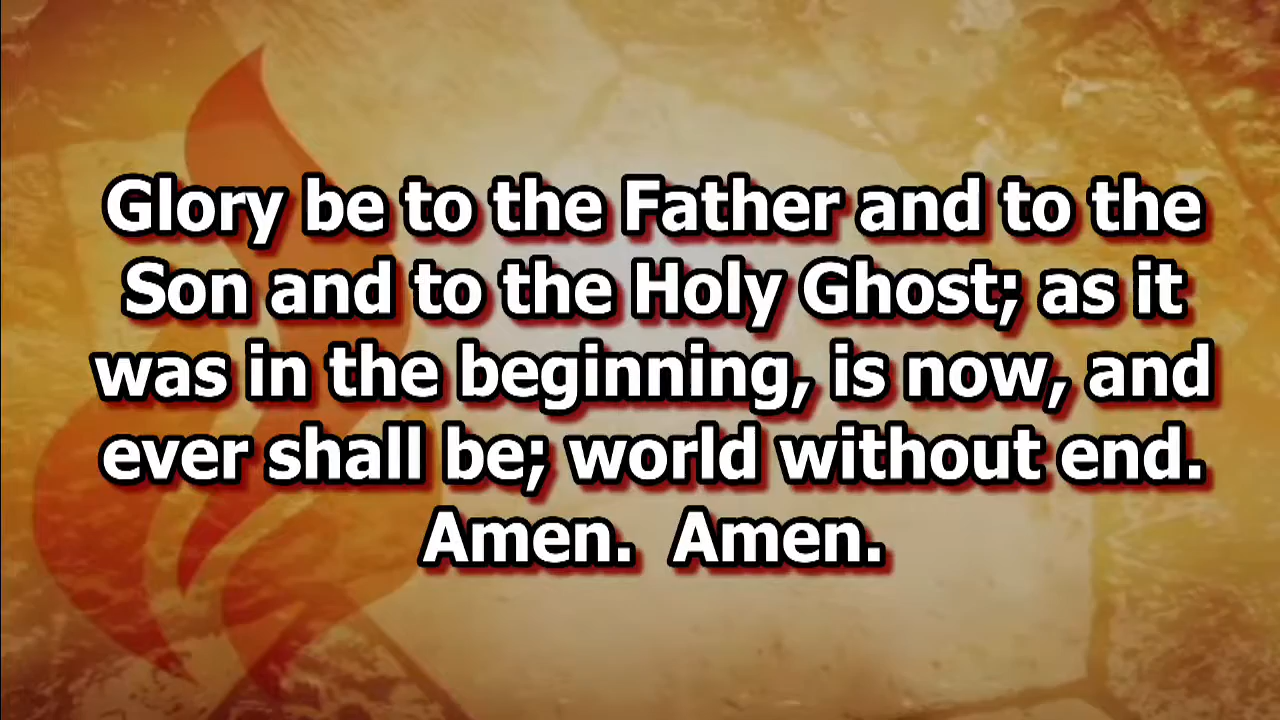 Glory be to the Father and to the
Son and to the Holy Ghost; as it
was in the beginning, is now, and
ever shall be; world without end.
Amen.  Amen.